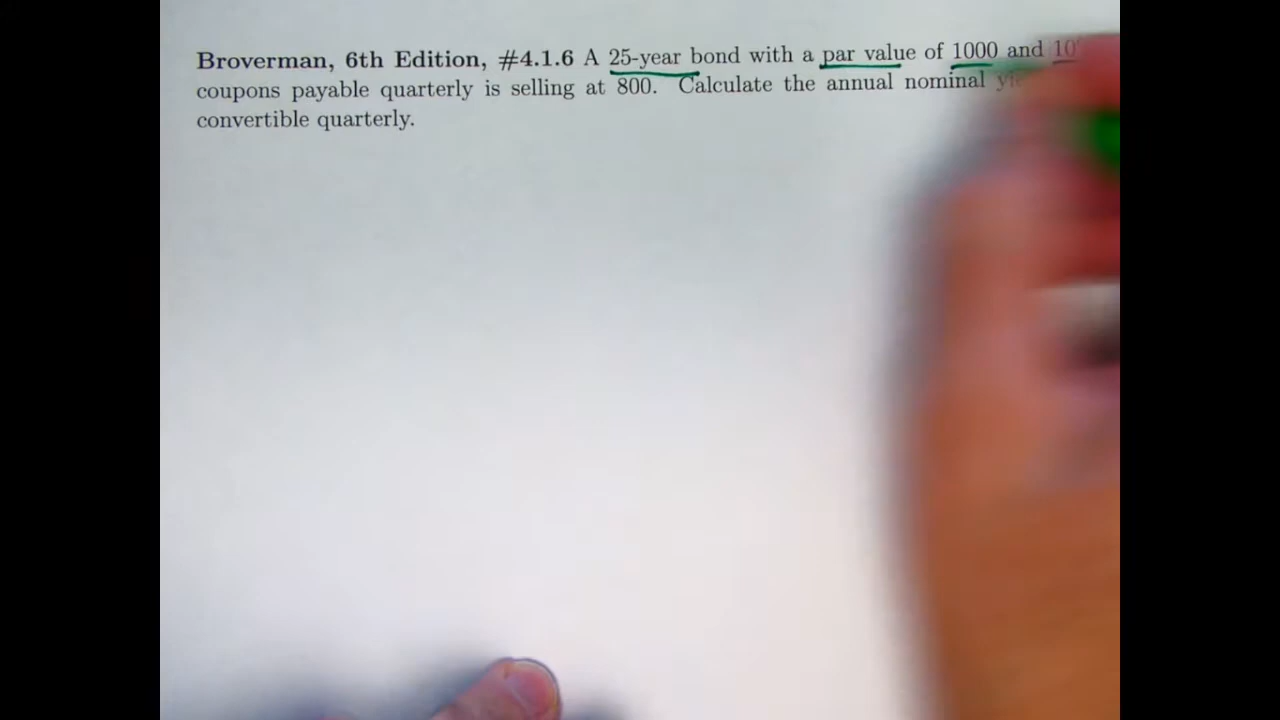 Broverman, 6th Edition, #4.1.6 A 25-year bond with a par value of 1000 and
coupons payable quarterly is selling at 800. Calculate the annual nominal
convertible quarterly.